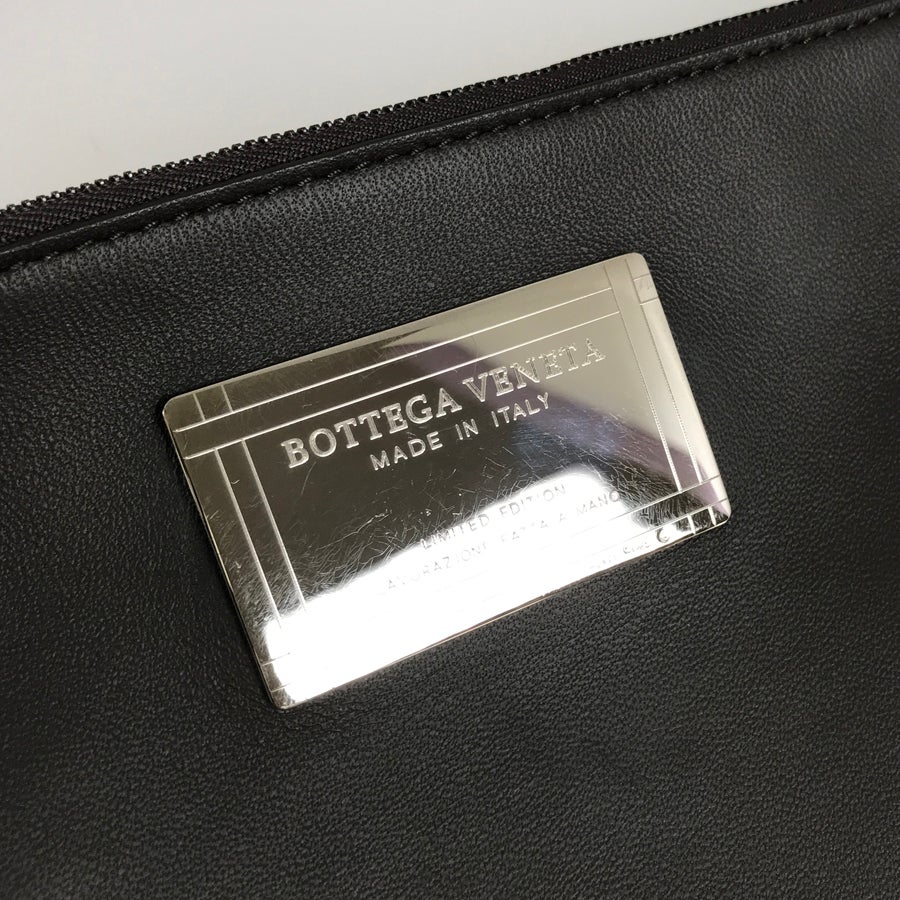 BOTTEGA VENETA
MADE IN ITALY
LIMITED EDITION
LAVORAZIONE FATTA A MANO